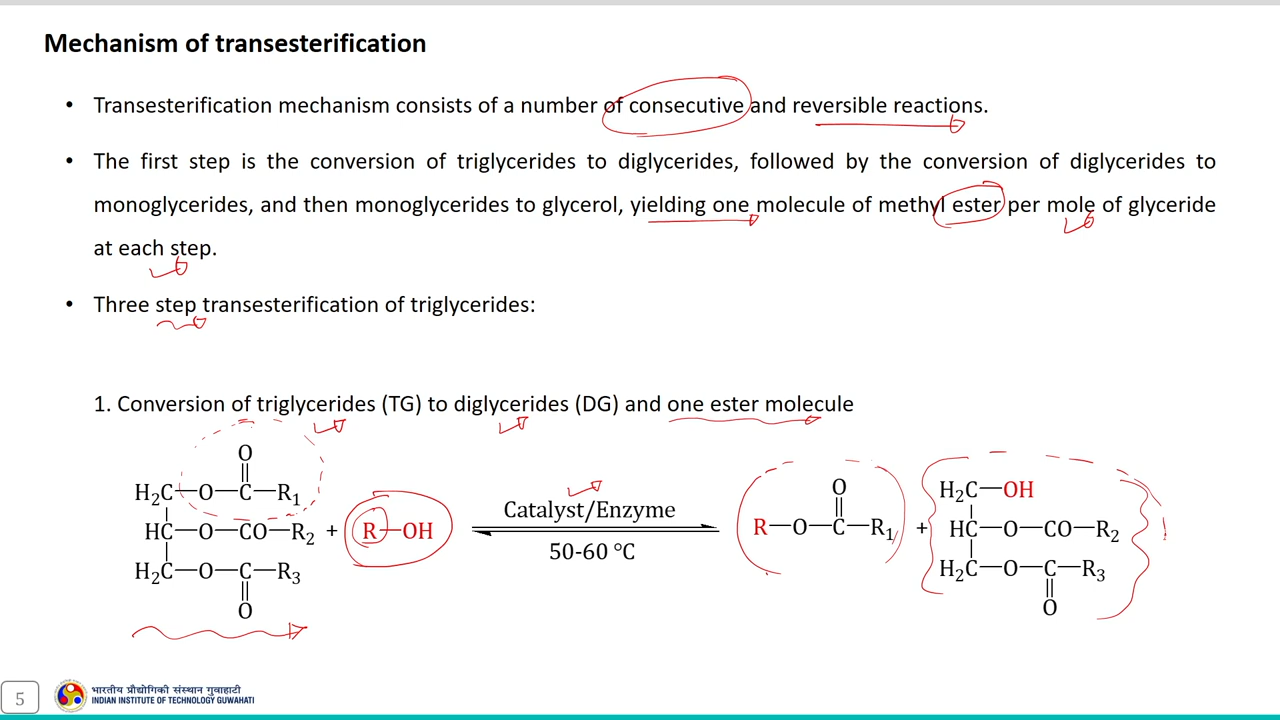 Mechanism of transesterification
• Transesterification mechanism consists of a number of consecutive and reversible reactions.
• The first step is the conversion of triglycerides to diglycerides, followed by the conversion of diglycerides to
monoglycerides, and then monoglycerides to glycerol, yielding one molecule of methyl ester per mole of glyceride
at each step.
• Three step transesterification of triglycerides:
1. Conversion of triglycerides (TG) to diglycerides (DG) and one ester molecule
O
H₂C—O—C—R₁
HC—O—CO—R₂ + R—OH
H₂C—O—C—R₃
O
Catalyst/Enzyme
50-60 °C
O
R—O—C—R₁ +
H₂C—OH
HC—O—CO—R₂
H₂C—O—C—R₃
O
5
भारतीय प्रौद्योगिकी संस्थान गुवाहाटी
INDIAN INSTITUTE OF TECHNOLOGY GUWAHATI